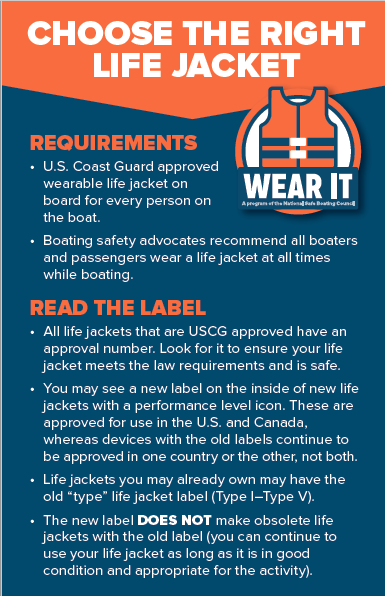 CHOOSE THE RIGHT
LIFE JACKET
WEAR IT
A program of the National Safe Boating Council
REQUIREMENTS
• U.S. Coast Guard approved
wearable life jacket on
board for every person on
the boat.
• Boating safety advocates recommend all boaters
and passengers wear a life jacket at all times
while boating.
READ THE LABEL
• All life jackets that are USCG approved have an
approval number. Look for it to ensure your life
jacket meets the law requirements and is safe.
• You may see a new label on the inside of new life
jackets with a performance level icon. These are
approved for use in the U.S. and Canada,
whereas devices with the old labels continue to
be approved in one country or the other, not both.
• Life jackets you may already own may have the
old “type” life jacket label (Type I–Type V).
• The new label DOES NOT make obsolete life
jackets with the old label (you can continue to
use your life jacket as long as it is in good
condition and appropriate for the activity).